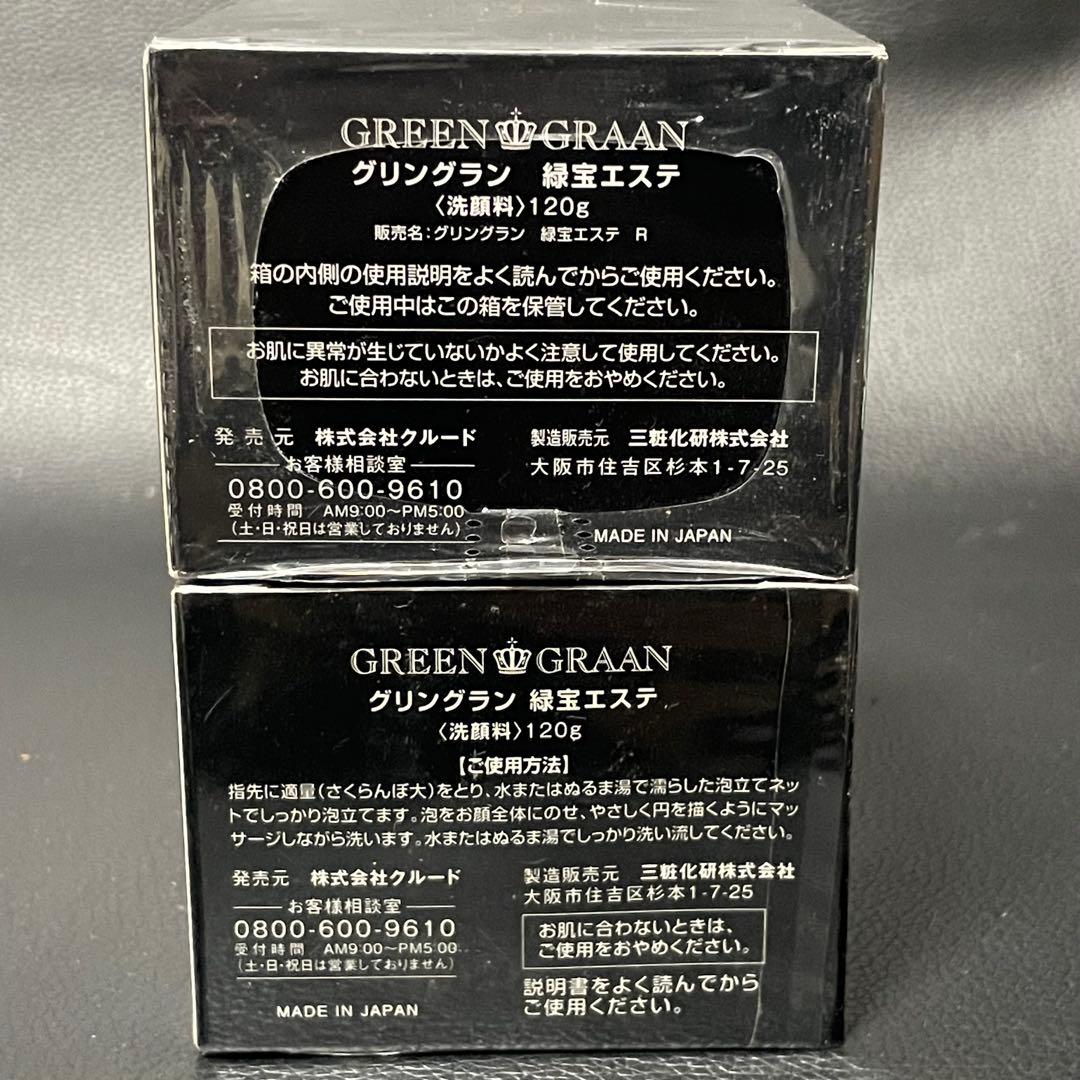 GREEN GRAAN
グリングラン 緑宝エステ
〈洗顔料〉120g
販売名:グリングラン 緑宝エステ R
箱の内側の使用説明をよく読んでからご使用ください。
ご使用中はこの箱を保管してください。
お肌に異常が生じていないかよく注意して使用してください。
お肌に合わないときは、ご使用をおやめください。
発売元 株式会社クルード
お客様相談室
0800-600-9610
受付時間 AM9:00〜PM5:00
(土・日・祝日は営業しておりません)
製造販売元 三粧化研株式会社
大阪市住吉区杉本1-7-25
MADE IN JAPAN
GREEN GRAAN
グリングラン 緑宝エステ
〈洗顔料〉120g
【ご使用方法】
指先に適量(さくらんぼ大)をとり、水またはぬるま湯で濡らした泡立てネッ
トでしっかり泡立てます。泡をお顔全体にのせ、やさしく円を描くようにマッ
サージしながら洗います。水またはぬるま湯でしっかり洗い流してください。
発売元 株式会社クルード
お客様相談室
0800-600-9610
受付時間 AM9:00〜PM5:00
(土・日・祝日は営業しておりません)
MADE IN JAPAN
製造販売元 三粧化研株式会社
大阪市住吉区杉本1-7-25
お肌に合わないときは、
ご使用をおやめください。
説明書をよく読んでから
ご使用ください。